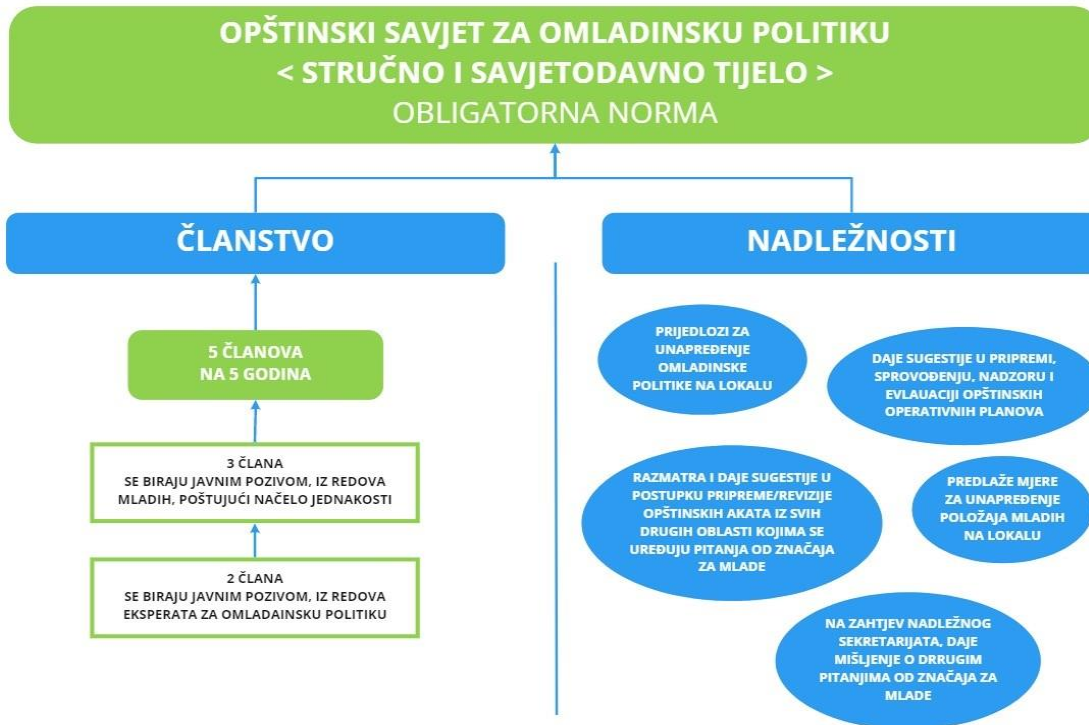 OPŠTINSKI SAVJET ZA OMLADINSKU POLITIKU
< STRUČNO I SAVJETODAVNO TIJELO >
OBLIGATORNA NORMA
ČLANSTVO
5 ČLANOVA
NA 5 GODINA
3 ČLANA
SE BIRAJU JAVNIM POZIVOM, IZ REDOVA
MLADIH, POŠTUJUĆI NAČELO JEDNAKOSTI
2 ČLANA
SE BIRAJU JAVNIM POZIVOM, IZ REDOVA
EKSPERATA ZA OMLADAINSKU POLITIKU
NADLEŽNOSTI
PRIJEDLOZI ZA
UNAPREĐENJE
OMLADINSKE
POLITIKE NA LOKALU
DAJE SUGESTIJE U PRIPREMI,
SPROVOĐENJU, NADZORU I
EVLAUACIJI OPŠTINSKIH
OPERATIVNIH PLANOVA
RAZMATRA I DAJE SUGESTIJE U
POSTUPKU PRIPREME/REVIZIJE
OPŠTINSKIH AKATA IZ SVIH
DRUGIH OBLASTI KOJIMA SE
UREĐUJU PITANJA OD ZNAČAJA
ZA MLADE
PREDLAŽE MJERE
ZA UNAPREĐENJE
POLOŽAJA MLADIH
NA LOKALU
NA ZAHTJEV NADLEŽNOG
SEKRETARIJATA, DAJE
MIŠLJENJE O DRRUGIM
PITANJIMA OD ZNAČAJA ZA
MLADE